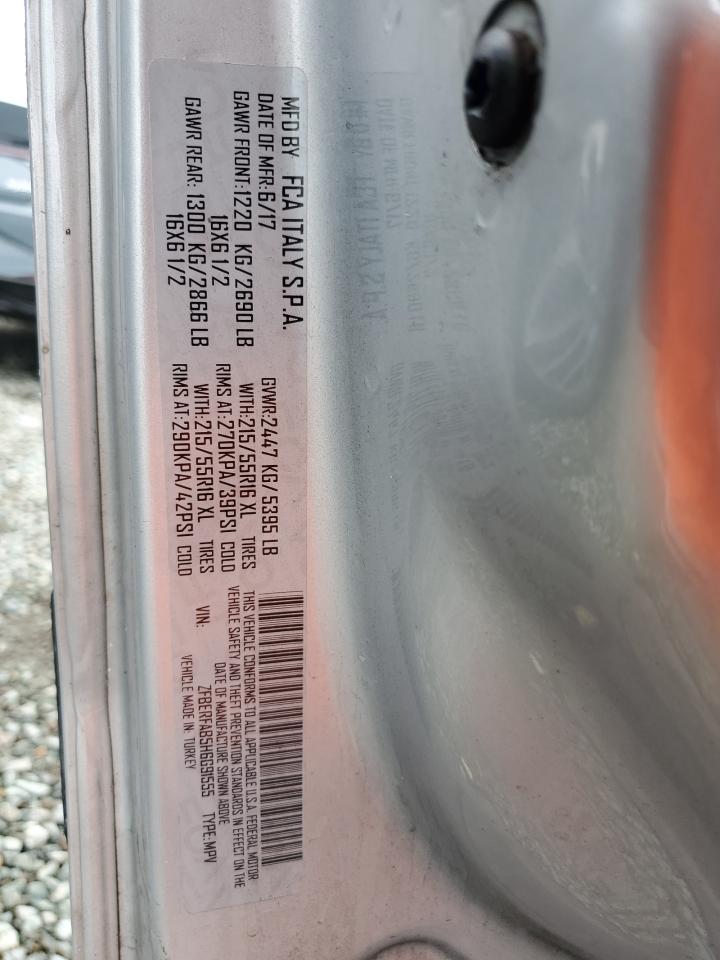 MFD BY FCA ITALY S.P.A.
DATE OF MFR:6/17 GVWR:2447 KG/5395 LB
GAWR FRONT:1220 KG/2690 LB WITH:215/55R16 XL TIRES
16X6 1/2 RIMS AT:270KPA/39PSI COLD
GAWR REAR: 1300 KG/2866 LB WITH:215/55R16 XL TIRES
16X6 1/2 RIMS AT:290KPA/42PSI COLD
THIS VEHICLE CONFORMS TO ALL APPLICABLE U.S.A. FEDERAL MOTOR
VEHICLE SAFETY AND THEFT PREVENTION STANDARDS IN EFFECT ON THE
DATE OF MANUFACTURE SHOWN ABOVE
VIN: ZFBERFAB5H6G91555 TYPE:MPV
VEHICLE MADE IN: TURKEY